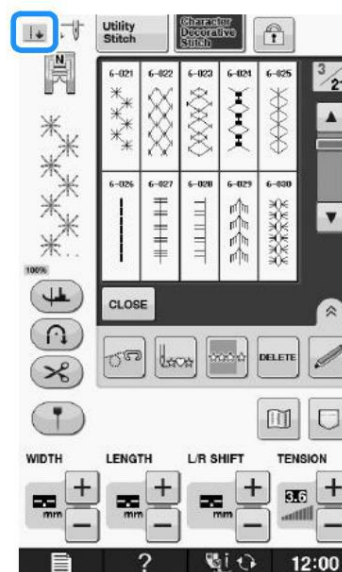 Utility
Stitch
Character
Decorative
Stitch
N
6-021 6-022 6-023 6-024 6-025
3/
6-026 6-027 6-028 6-029 6-030
100%
CLOSE
DELETE
WIDTH LENGTH L/R SHIFT TENSION
mm mm mm 3.6
? i 12:00